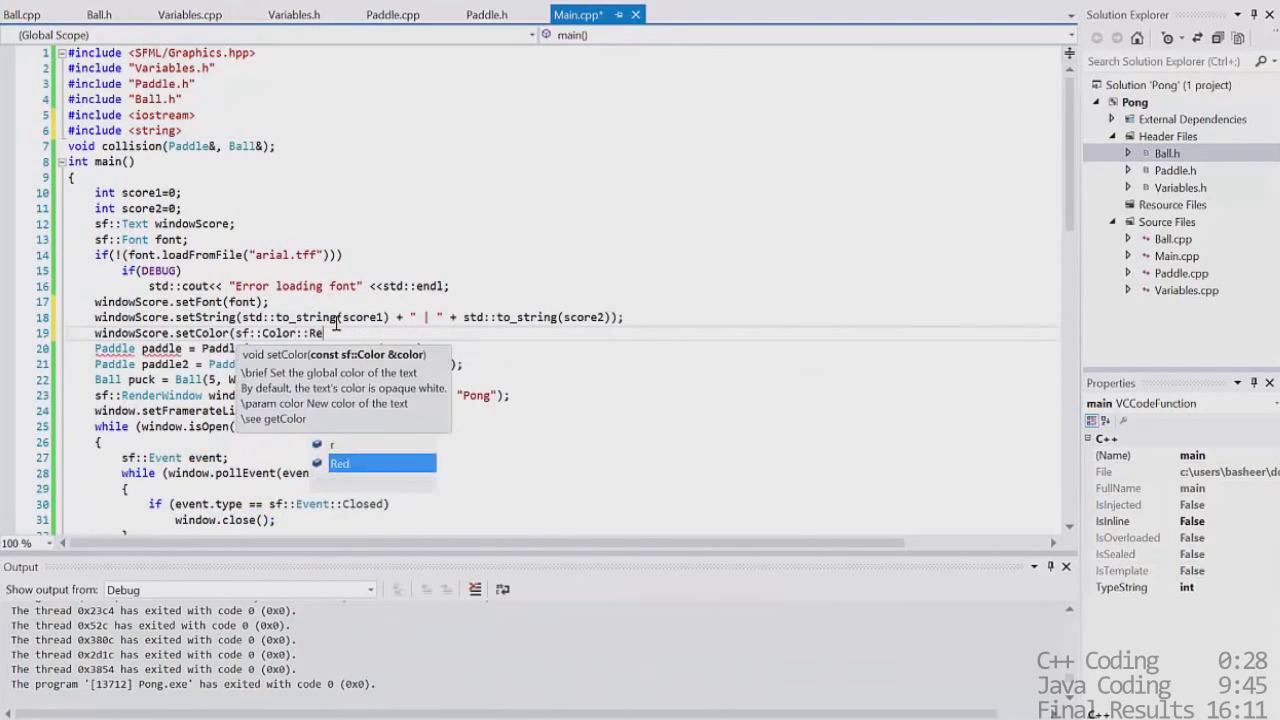 Ball.cpp Ball.h Variables.cpp Variables.h Paddle.cpp Paddle.h Main.cpp*
(Global Scope) main()
1 #include <SFML/Graphics.hpp>
2 #include "Variables.h"
3 #include "Paddle.h"
4 #include "Ball.h"
5 #include <iostream>
6 #include <string>
7 void collision(Paddle&, Ball&);
8 int main()
9 {
10 int score1=0;
11 int score2=0;
12 sf::Text windowScore;
13 sf::Font font;
14 if(!(font.loadFromFile("arial.tff")))
15 if(DEBUG)
16 std::cout<< "Error loading font" <<std::endl;
17 windowScore.setFont(font);
18 windowScore.setString(std::to_string(score1) + " | " + std::to_string(score2));
19 windowScore.setColor(sf::Color::Re
20 Paddle paddle = Paddl
21 Paddle paddle2 = Padd );
22 Ball puck = Ball(5, W
23 sf::RenderWindow wind "Pong");
24 window.setFramerateLi
25 while (window.isOpen(
26 {
27 sf::Event event;
28 while (window.pollEvent(even
29 {
30 if (event.type == sf::Event::Closed)
31 window.close();
void setColor(const sf::Color &color)
\brief Set the global color of the text
By default, the text's color is opaque white.
\param color New color of the text
\see getColor
r
Red
100 %
Output
Show output from: Debug
The thread 0x23c4 has exited with code 0 (0x0).
The thread 0x52c has exited with code 0 (0x0).
The thread 0x380c has exited with code 0 (0x0).
The thread 0x2d1c has exited with code 0 (0x0).
The thread 0x3854 has exited with code 0 (0x0).
The program '[13712] Pong.exe' has exited with code 0 (0x0).
Solution Explorer
Search Solution Explorer (Ctrl+;)
Solution 'Pong' (1 project)
Pong
External Dependencies
Header Files
Ball.h
Paddle.h
Variables.h
Resource Files
Source Files
Ball.cpp
Main.cpp
Paddle.cpp
Variables.cpp
Properties
main VCCodeFunction
C++
(Name) main
File c:\users\basheer\do
FullName main
IsInjected False
IsInline False
IsOverloaded False
IsSealed False
IsTemplate False
TypeString int
C++
C++ Coding 0:28
Java Coding 9:45
Final Results 16:11